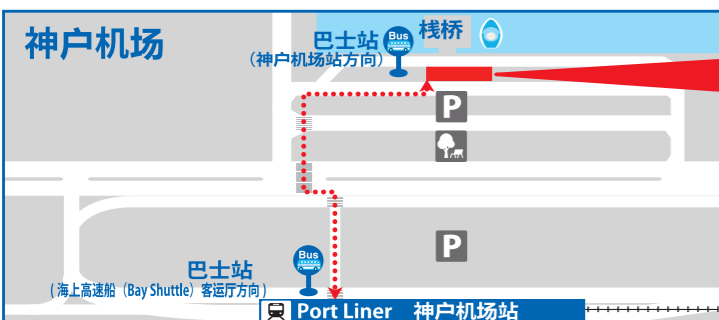 神户机场
巴士站
（神户机场站方向）
Bus
栈桥
P
P
Bus
巴士站
(海上高速船（Bay Shuttle）客运厅方向)
Port Liner 神户机场站